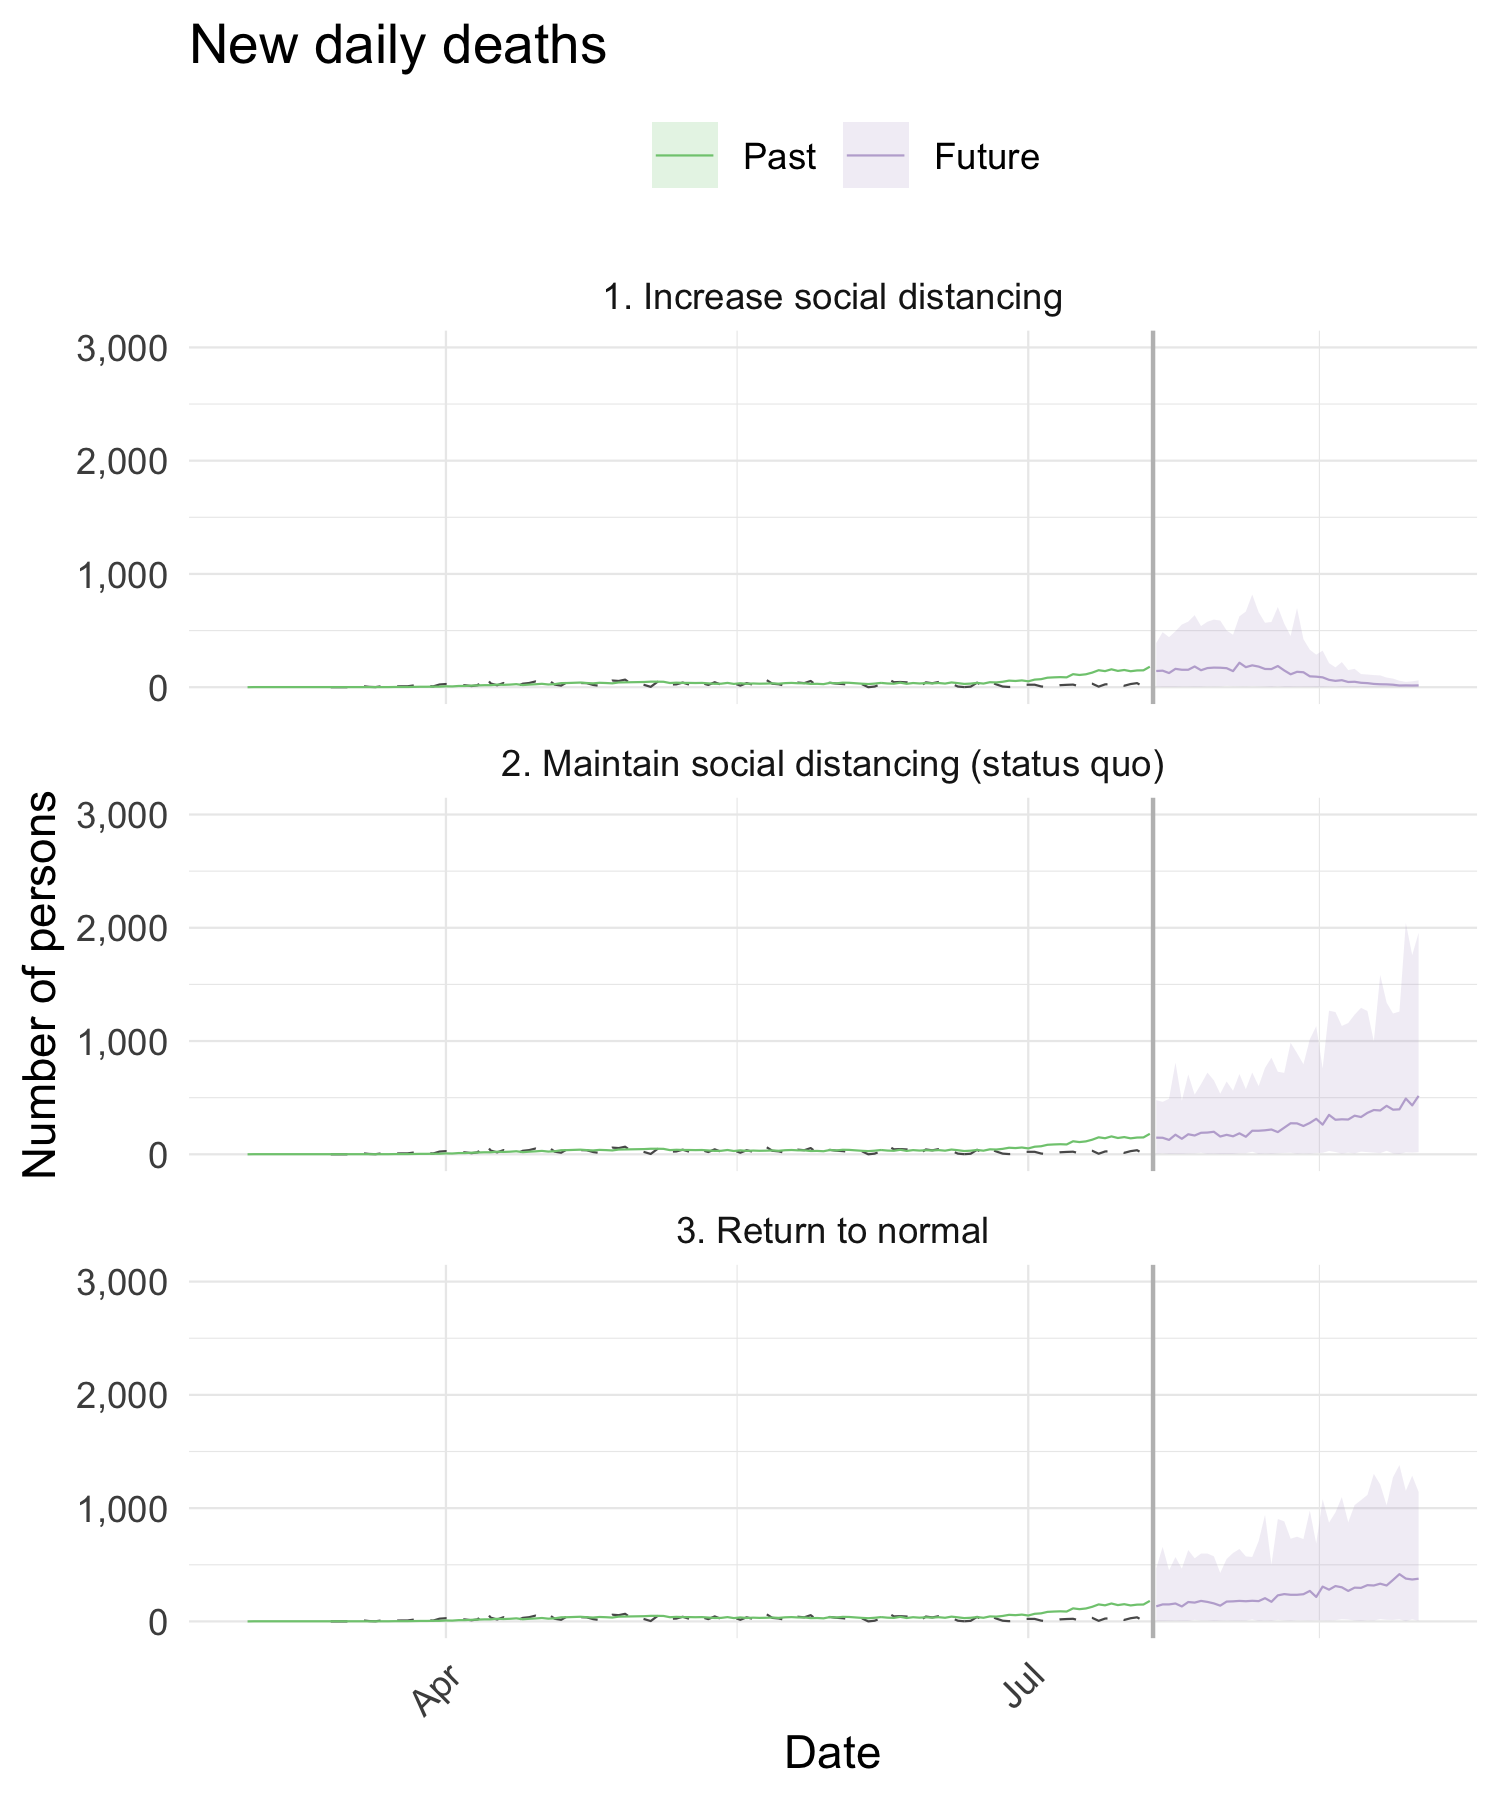 New daily deaths
Past
Future
1. Increase social distancing
3,000
2,000
1,000
0
2. Maintain social distancing (status quo)
Number of persons
3,000
2,000
1,000
0
3. Return to normal
3,000
2,000
1,000
0
Apr
Jul
Date